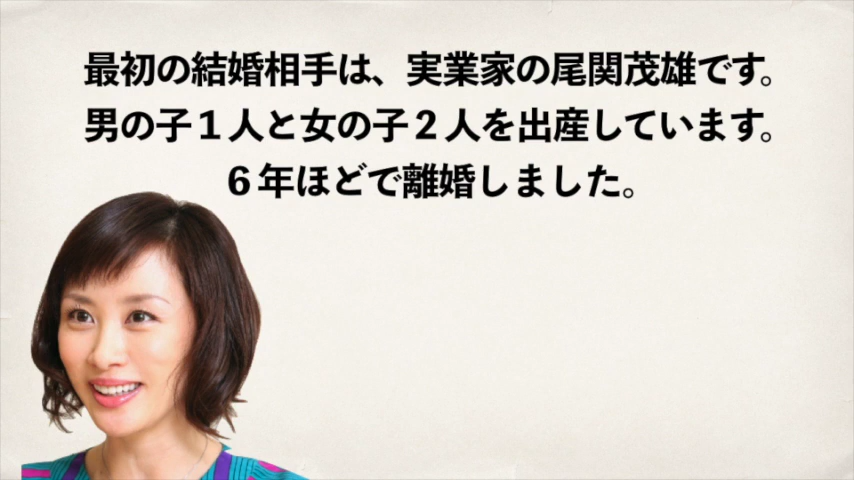 最初の結婚相手は、実業家の尾関茂雄です。
男の子１人と女の子２人を出産しています。
６年ほどで離婚しました。